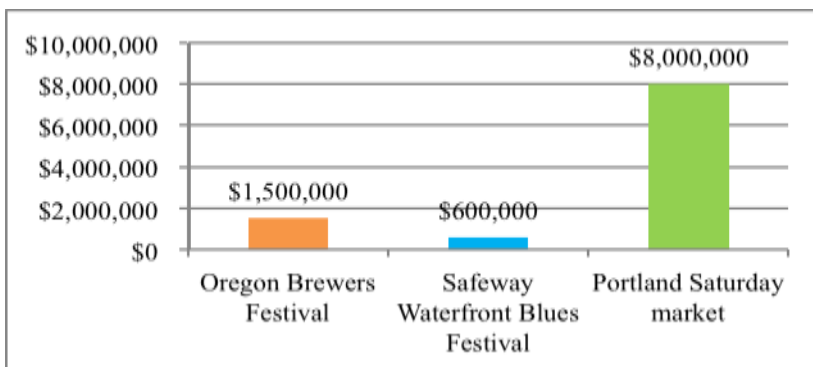 $10,000,000
$8,000,000
$6,000,000
$4,000,000
$2,000,000
$0
$1,500,000
$600,000
$8,000,000
Oregon Brewers
Festival
Safeway
Waterfront Blues
Festival
Portland Saturday
market